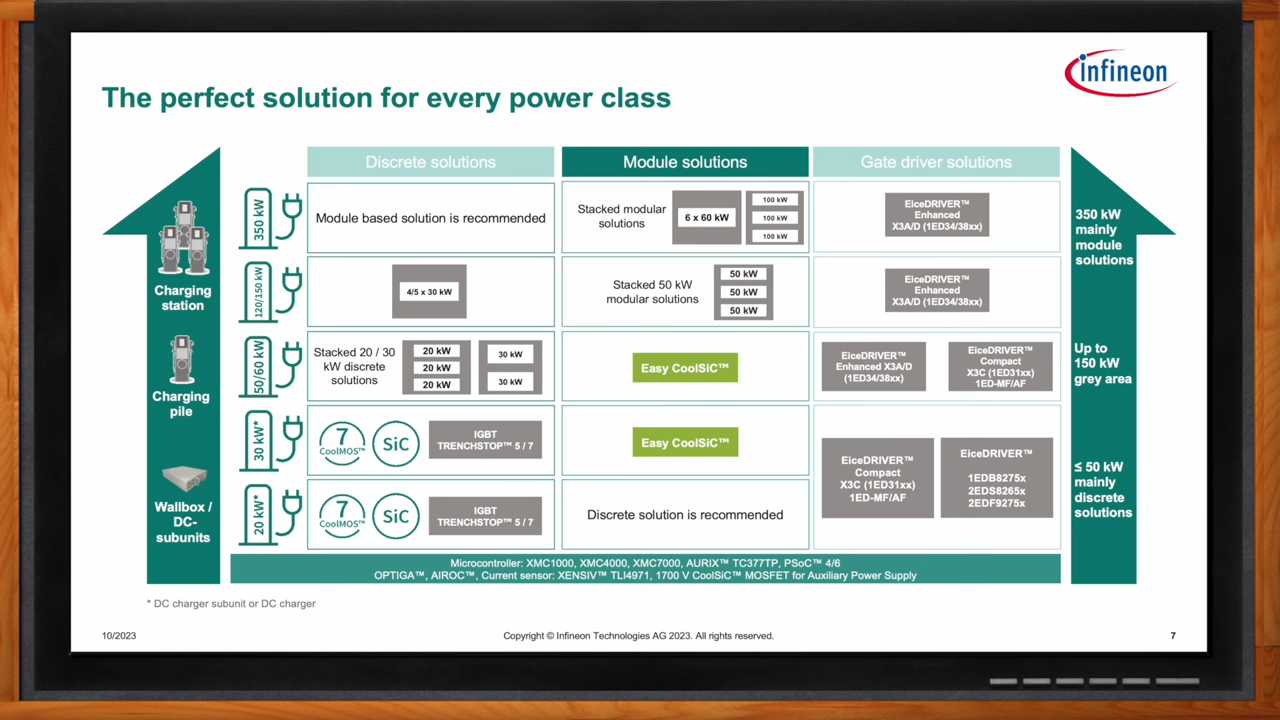 infineon
The perfect solution for every power class
Discrete solutions
Module solutions
Gate driver solutions
350 kW
Module based solution is recommended
Stacked modular
solutions
6 x 60 kW
100 kW
100 kW
100 kW
EiceDRIVER™
Enhanced
X3A/D (1ED34/38xx)
120/150 kW
4/5 x 30 kW
Stacked 50 kW
modular solutions
50 kW
50 kW
50 kW
EiceDRIVER™
Enhanced
X3A/D (1ED34/38xx)
50/60 kW
Stacked 20 / 30
kW discrete
solutions
20 kW
20 kW
20 kW
30 kW
30 kW
Easy CoolSiC™
EiceDRIVER™
Enhanced X3A/D
(1ED34/38xx)
EiceDRIVER™
Compact
X3C (1ED31xx)
1ED-MF/AF
30 kW*
7
CoolMOS™
SiC
IGBT
TRENCHSTOP™ 5 / 7
Easy CoolSiC™
EiceDRIVER™
Compact
X3C (1ED31xx)
1ED-MF/AF
EiceDRIVER™
1EDB8275x
2EDS8265x
2EDF9275x
20 kW*
7
CoolMOS™
SiC
IGBT
TRENCHSTOP™ 5 / 7
Discrete solution is recommended
Charging
station
Charging
pile
Wallbox /
DC-
subunits
350 kW
mainly
module
solutions
Up to
150 kW
grey area
≤ 50 kW
mainly
discrete
solutions
Microcontroller: XMC1000, XMC4000, XMC7000, AURIX™ TC377TP, PSoC™ 4/6
OPTIGA™, AIROC™, Current sensor: XENSIV™ TLI4971, 1700 V CoolSiC™ MOSFET for Auxiliary Power Supply
* DC charger subunit or DC charger
10/2023
Copyright © Infineon Technologies AG 2023. All rights reserved.
7